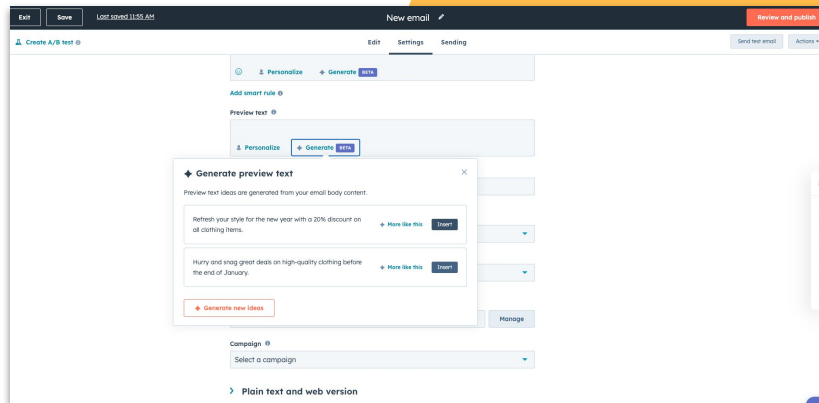 Exit Save Last saved 11:55 AM New email Review and publish
Create A/B test Edit Settings Sending Send test email Actions
Personalize Generate BETA
Add smart rule
Preview text
Personalize Generate BETA
Generate preview text
Preview text ideas are generated from your email body content.
Refresh your style for the new year with a 20% discount on
all clothing items.
More like this Insert
Hurry and snag great deals on high-quality clothing before
the end of January.
More like this Insert
Generate new ideas
Manage
Campaign
Select a campaign
Plain text and web version